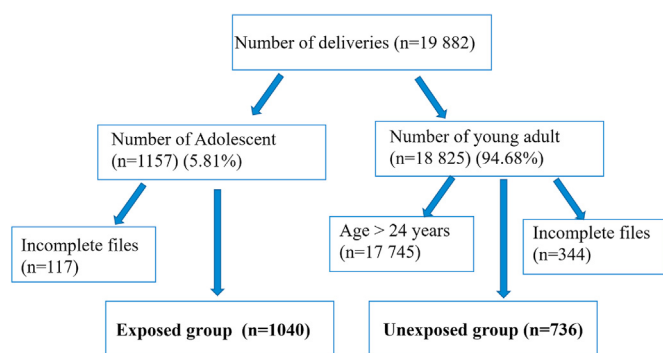 Number of deliveries (n=19 882)
Number of Adolescent
(n=1157) (5.81%)
Number of young adult
(n=18 825) (94.68%)
Incomplete files
(n=117)
Age > 24 years
(n=17 745)
Incomplete files
(n=344)
Exposed group (n=1040)
Unexposed group (n=736)